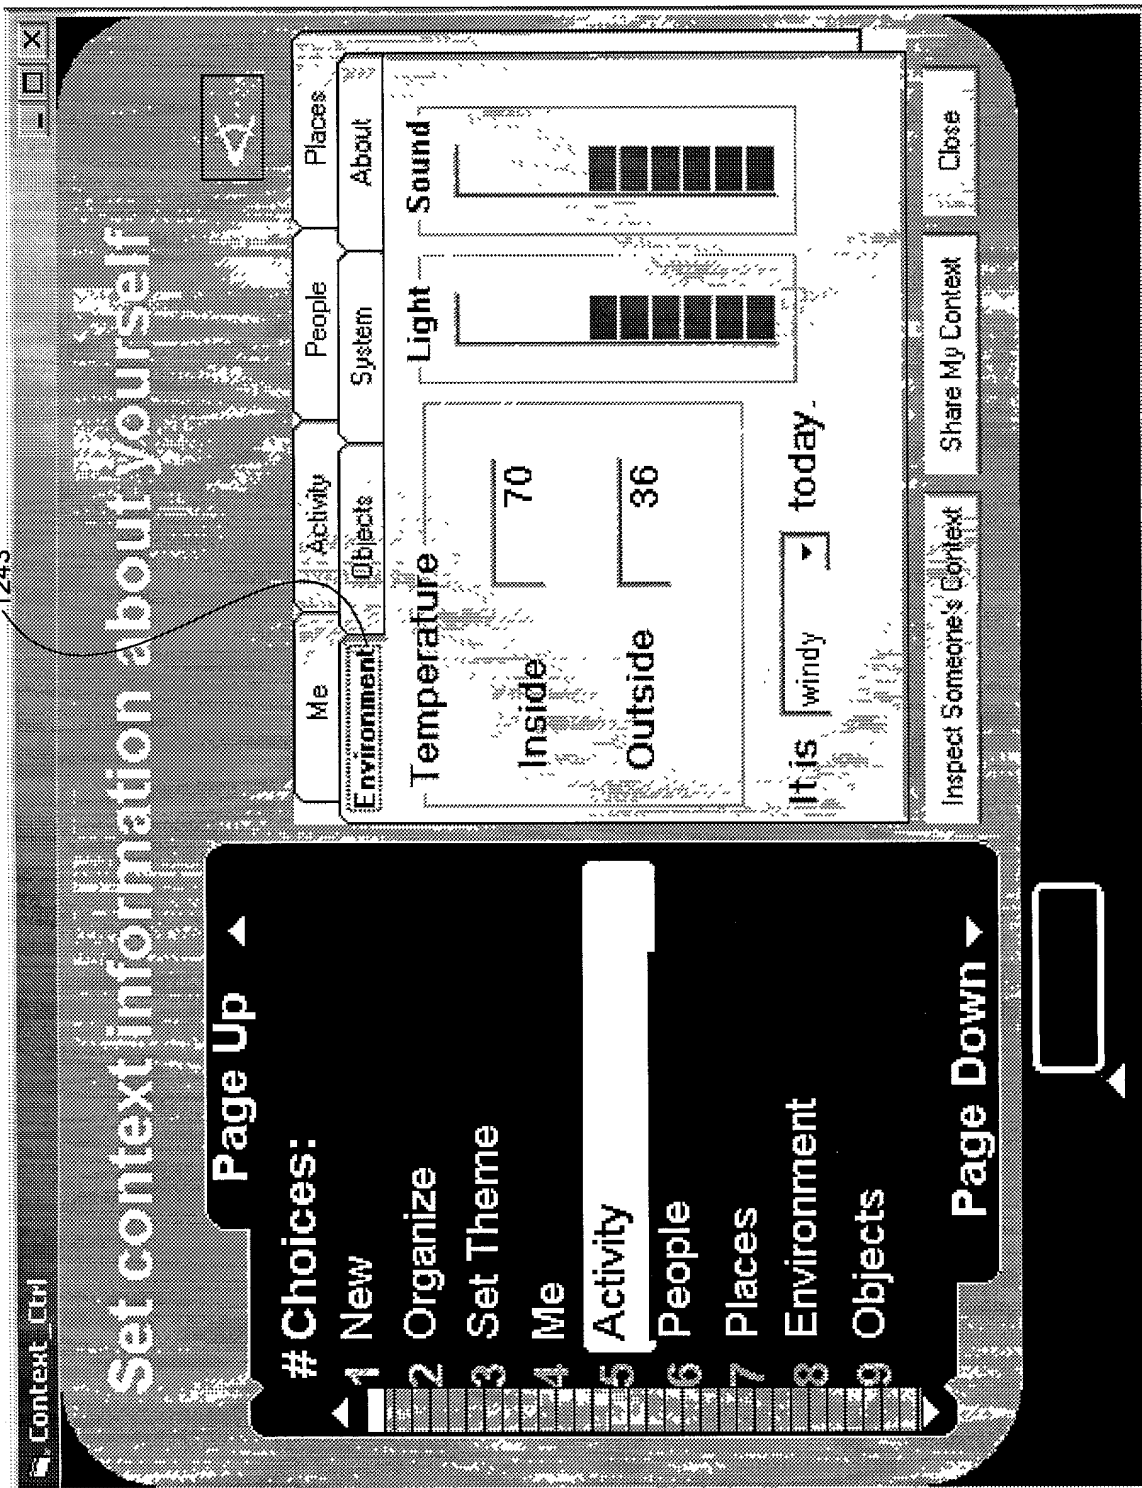 1243
Context_Ctrl
Set context information about yourself
Page Up
# Choices:
1 New
2 Organize
3 Set Theme
4 Me
5 Activity
6 People
7 Places
8 Environment
9 Objects
Page Down
Me Activity People Places
Environment Objects System About
Temperature
Inside 70
Outside 36
Light
Sound
It is windy today.
Inspect Someone's Context Share My Context Close